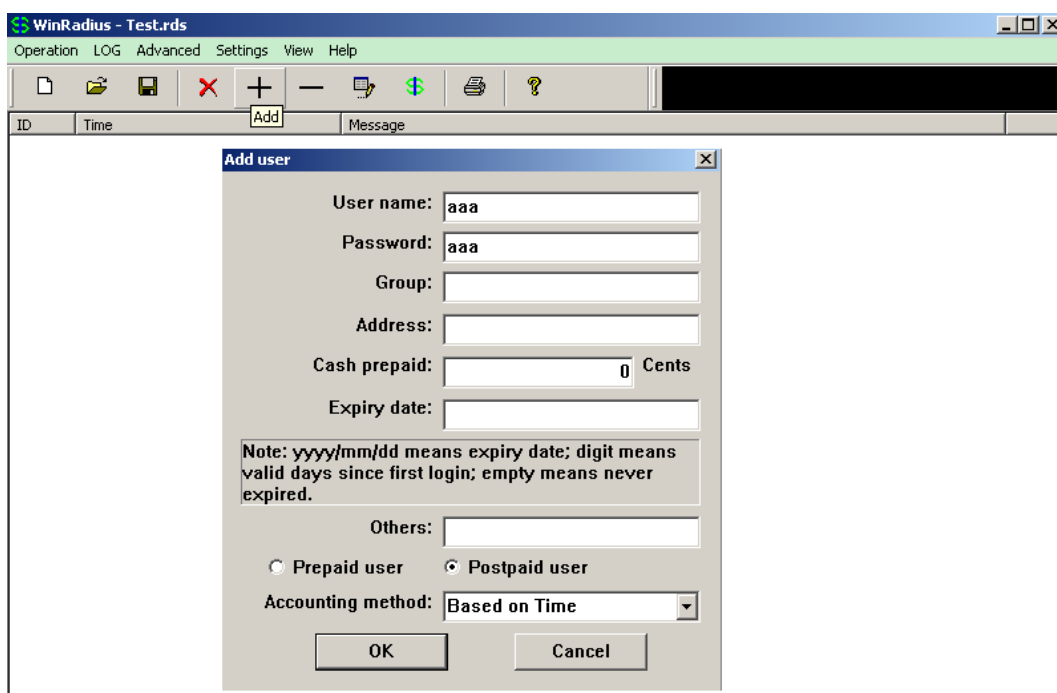 WinRadius - Test.rds
Operation LOG Advanced Settings View Help
Add
ID Time Message
Add user
User name: aaa
Password: aaa
Group:
Address:
Cash prepaid: 0 Cents
Expiry date:
Note: yyyy/mm/dd means expiry date; digit means
valid days since first login; empty means never
expired.
Others:
Prepaid user Postpaid user
Accounting method: Based on Time
OK Cancel